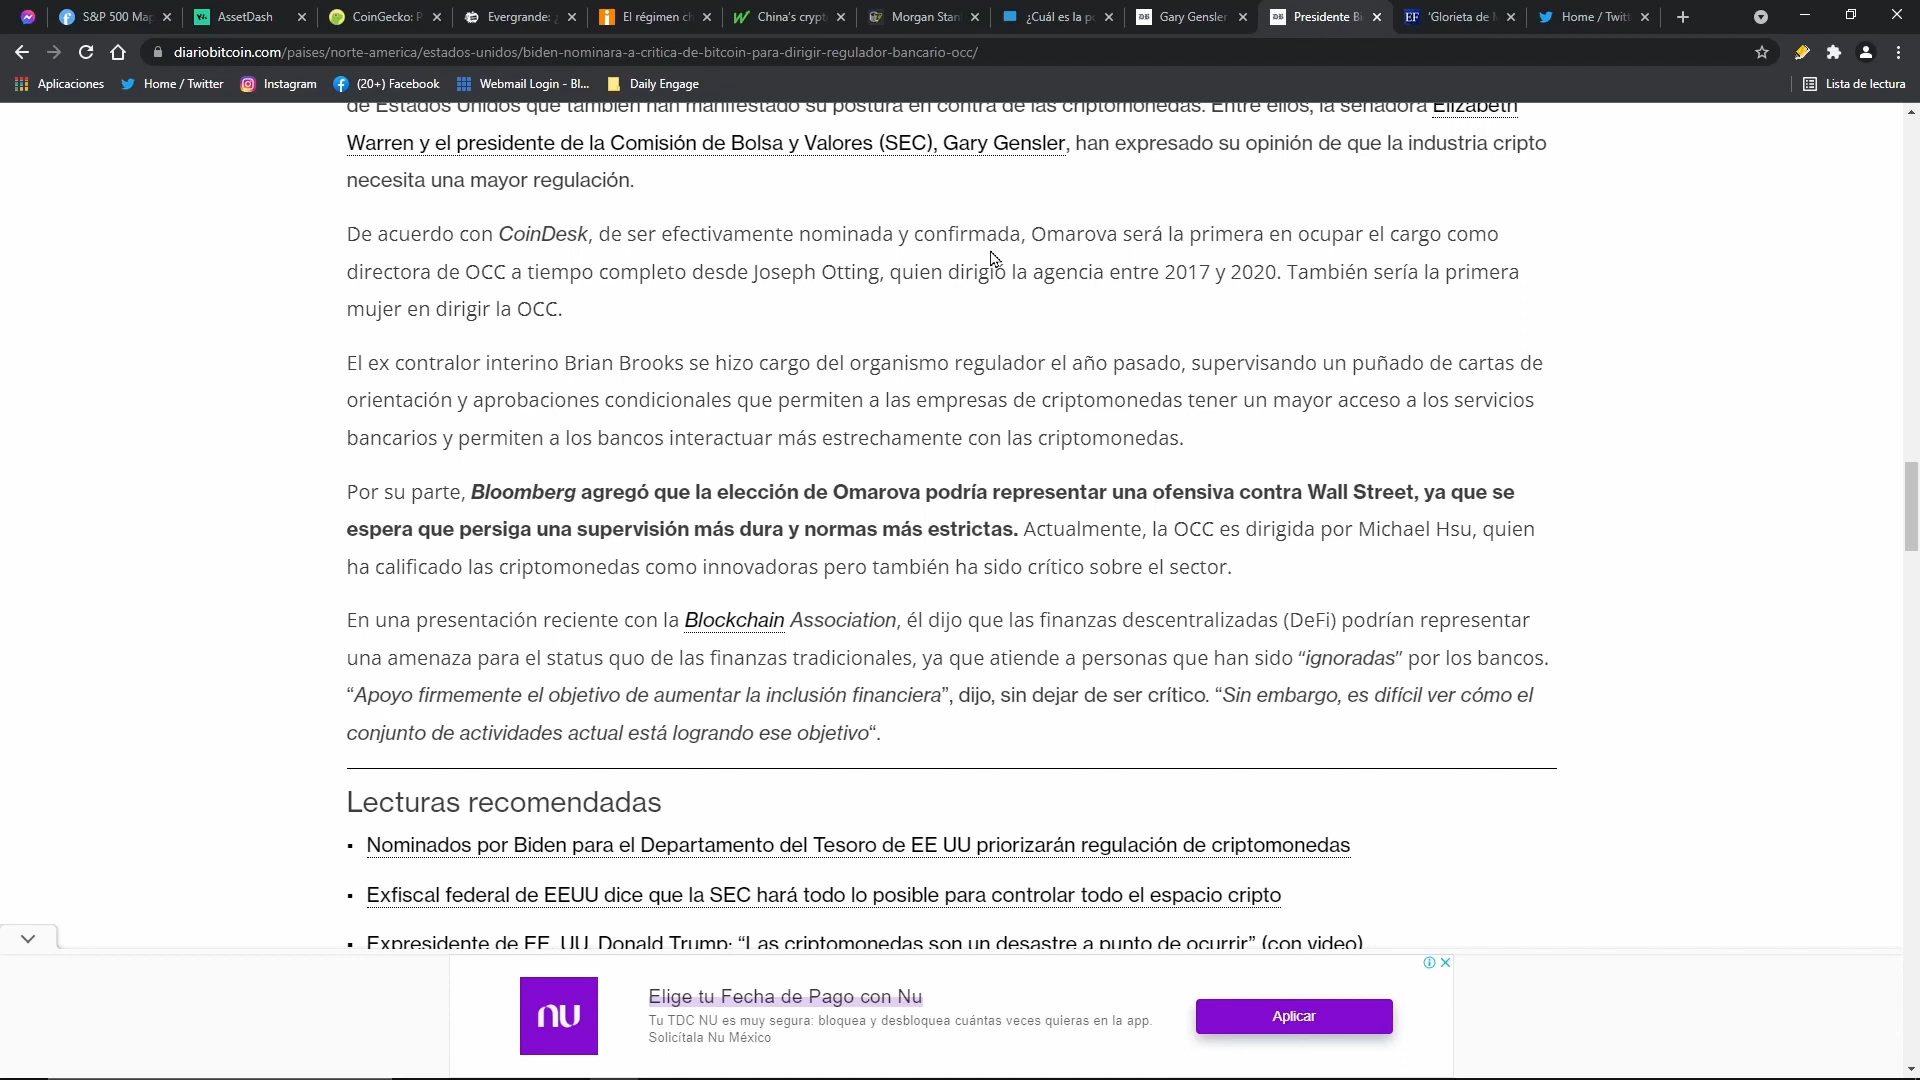 S&P 500 Map
AssetDash
CoinGecko: P
Evergrande: ¿
El régimen ch
China's crypt
Morgan Stan
¿Cuál es la po
Gary Gensler
Presidente Bi
'Glorieta de l
Home / Twitt
diariobitcoin.com/paises/norte-america/estados-unidos/biden-nominara-a-critica-de-bitcoin-para-dirigir-regulador-bancario-occ/
Aplicaciones
Home / Twitter
Instagram
(20+) Facebook
Webmail Login - Bl...
Daily Engage
Lista de lectura
de Estados Unidos que también han manifestado su postura en contra de las criptomonedas. Entre ellos, la senadora Elizabeth
Warren y el presidente de la Comisión de Bolsa y Valores (SEC), Gary Gensler, han expresado su opinión de que la industria cripto
necesita una mayor regulación.
De acuerdo con CoinDesk, de ser efectivamente nominada y confirmada, Omarova será la primera en ocupar el cargo como
directora de OCC a tiempo completo desde Joseph Otting, quien dirigió la agencia entre 2017 y 2020. También sería la primera
mujer en dirigir la OCC.
El ex contralor interino Brian Brooks se hizo cargo del organismo regulador el año pasado, supervisando un puñado de cartas de
orientación y aprobaciones condicionales que permiten a las empresas de criptomonedas tener un mayor acceso a los servicios
bancarios y permiten a los bancos interactuar más estrechamente con las criptomonedas.
Por su parte, Bloomberg agregó que la elección de Omarova podría representar una ofensiva contra Wall Street, ya que se
espera que persiga una supervisión más dura y normas más estrictas. Actualmente, la OCC es dirigida por Michael Hsu, quien
ha calificado las criptomonedas como innovadoras pero también ha sido crítico sobre el sector.
En una presentación reciente con la Blockchain Association, él dijo que las finanzas descentralizadas (DeFi) podrían representar
una amenaza para el status quo de las finanzas tradicionales, ya que atiende a personas que han sido “ignoradas” por los bancos.
“Apoyo firmemente el objetivo de aumentar la inclusión financiera”, dijo, sin dejar de ser crítico. “Sin embargo, es difícil ver cómo el
conjunto de actividades actual está logrando ese objetivo“.
Lecturas recomendadas
Nominados por Biden para el Departamento del Tesoro de EE UU priorizarán regulación de criptomonedas
Exfiscal federal de EEUU dice que la SEC hará todo lo posible para controlar todo el espacio cripto
Expresidente de EE. UU. Donald Trump: “Las criptomonedas son un desastre a punto de ocurrir” (con video)
nu
Elige tu Fecha de Pago con Nu
Tu TDC NU es muy segura: bloquea y desbloquea cuántas veces quieras en la app.
Solicítala Nu México
Aplicar